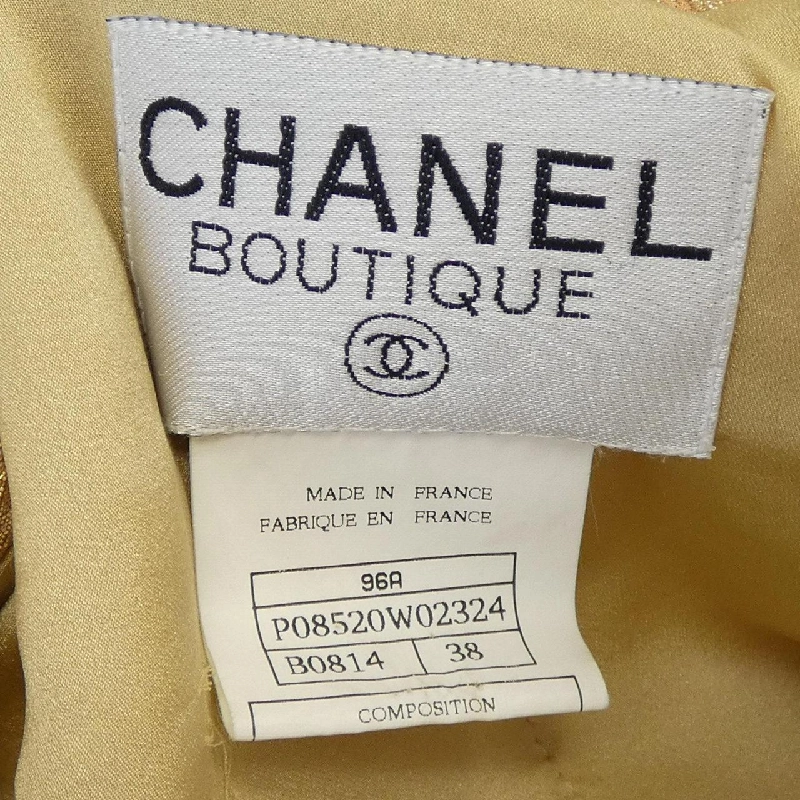 CHANEL
BOUTIQUE
MADE IN FRANCE
FABRIQUE EN FRANCE
96A
P08520W02324
B0814 38
COMPOSITION